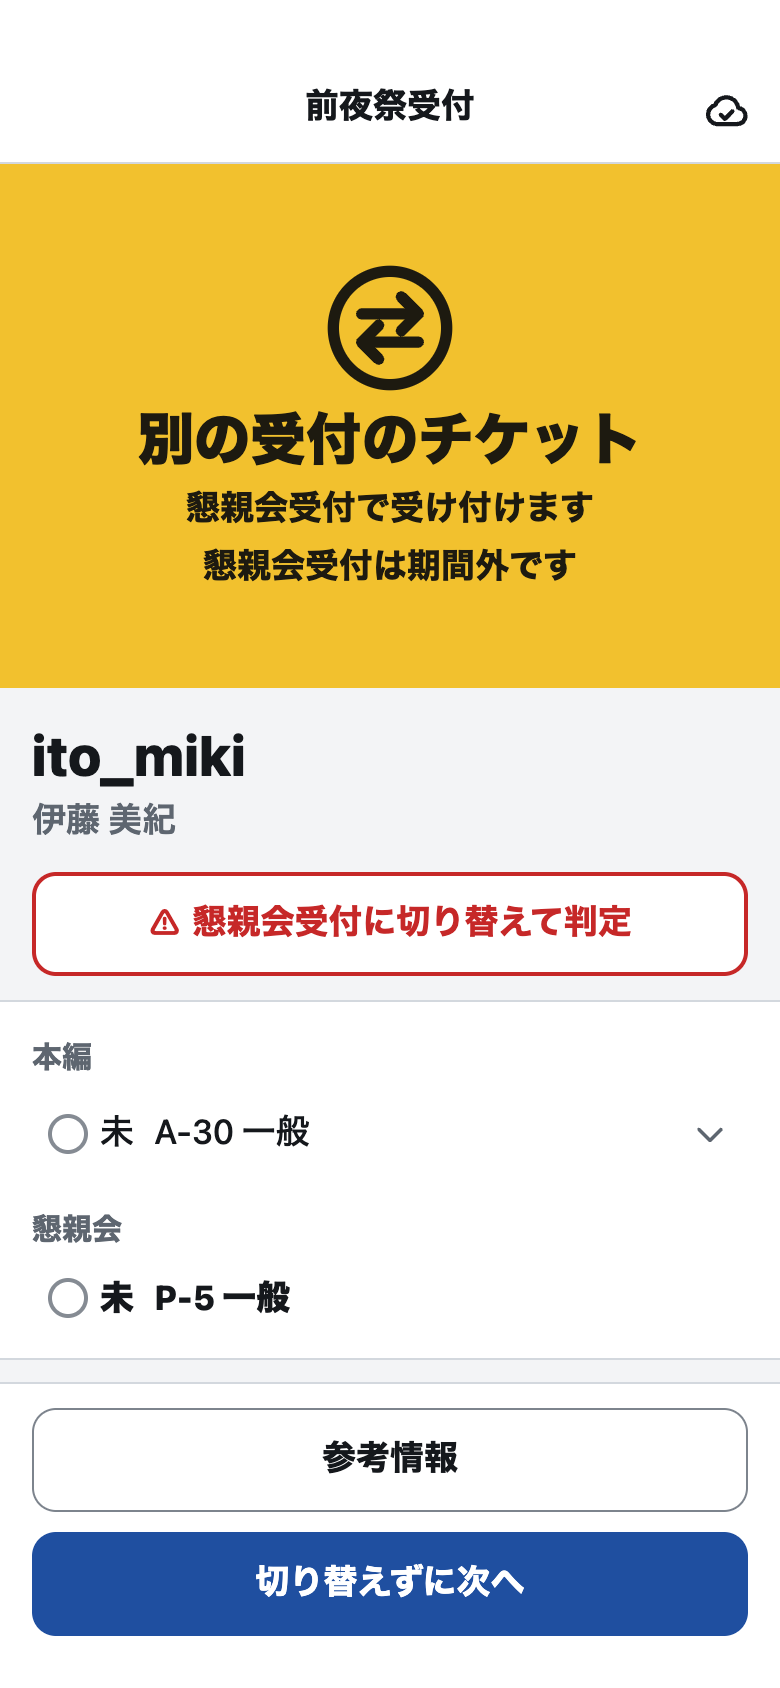 前夜祭受付
別の受付のチケット
懇親会受付で受け付けます
懇親会受付は期間外です
ito_miki
伊藤 美紀
懇親会受付に切り替えて判定
本編
未 A-30 一般
懇親会
未 P-5 一般
参考情報
切り替えずに次へ